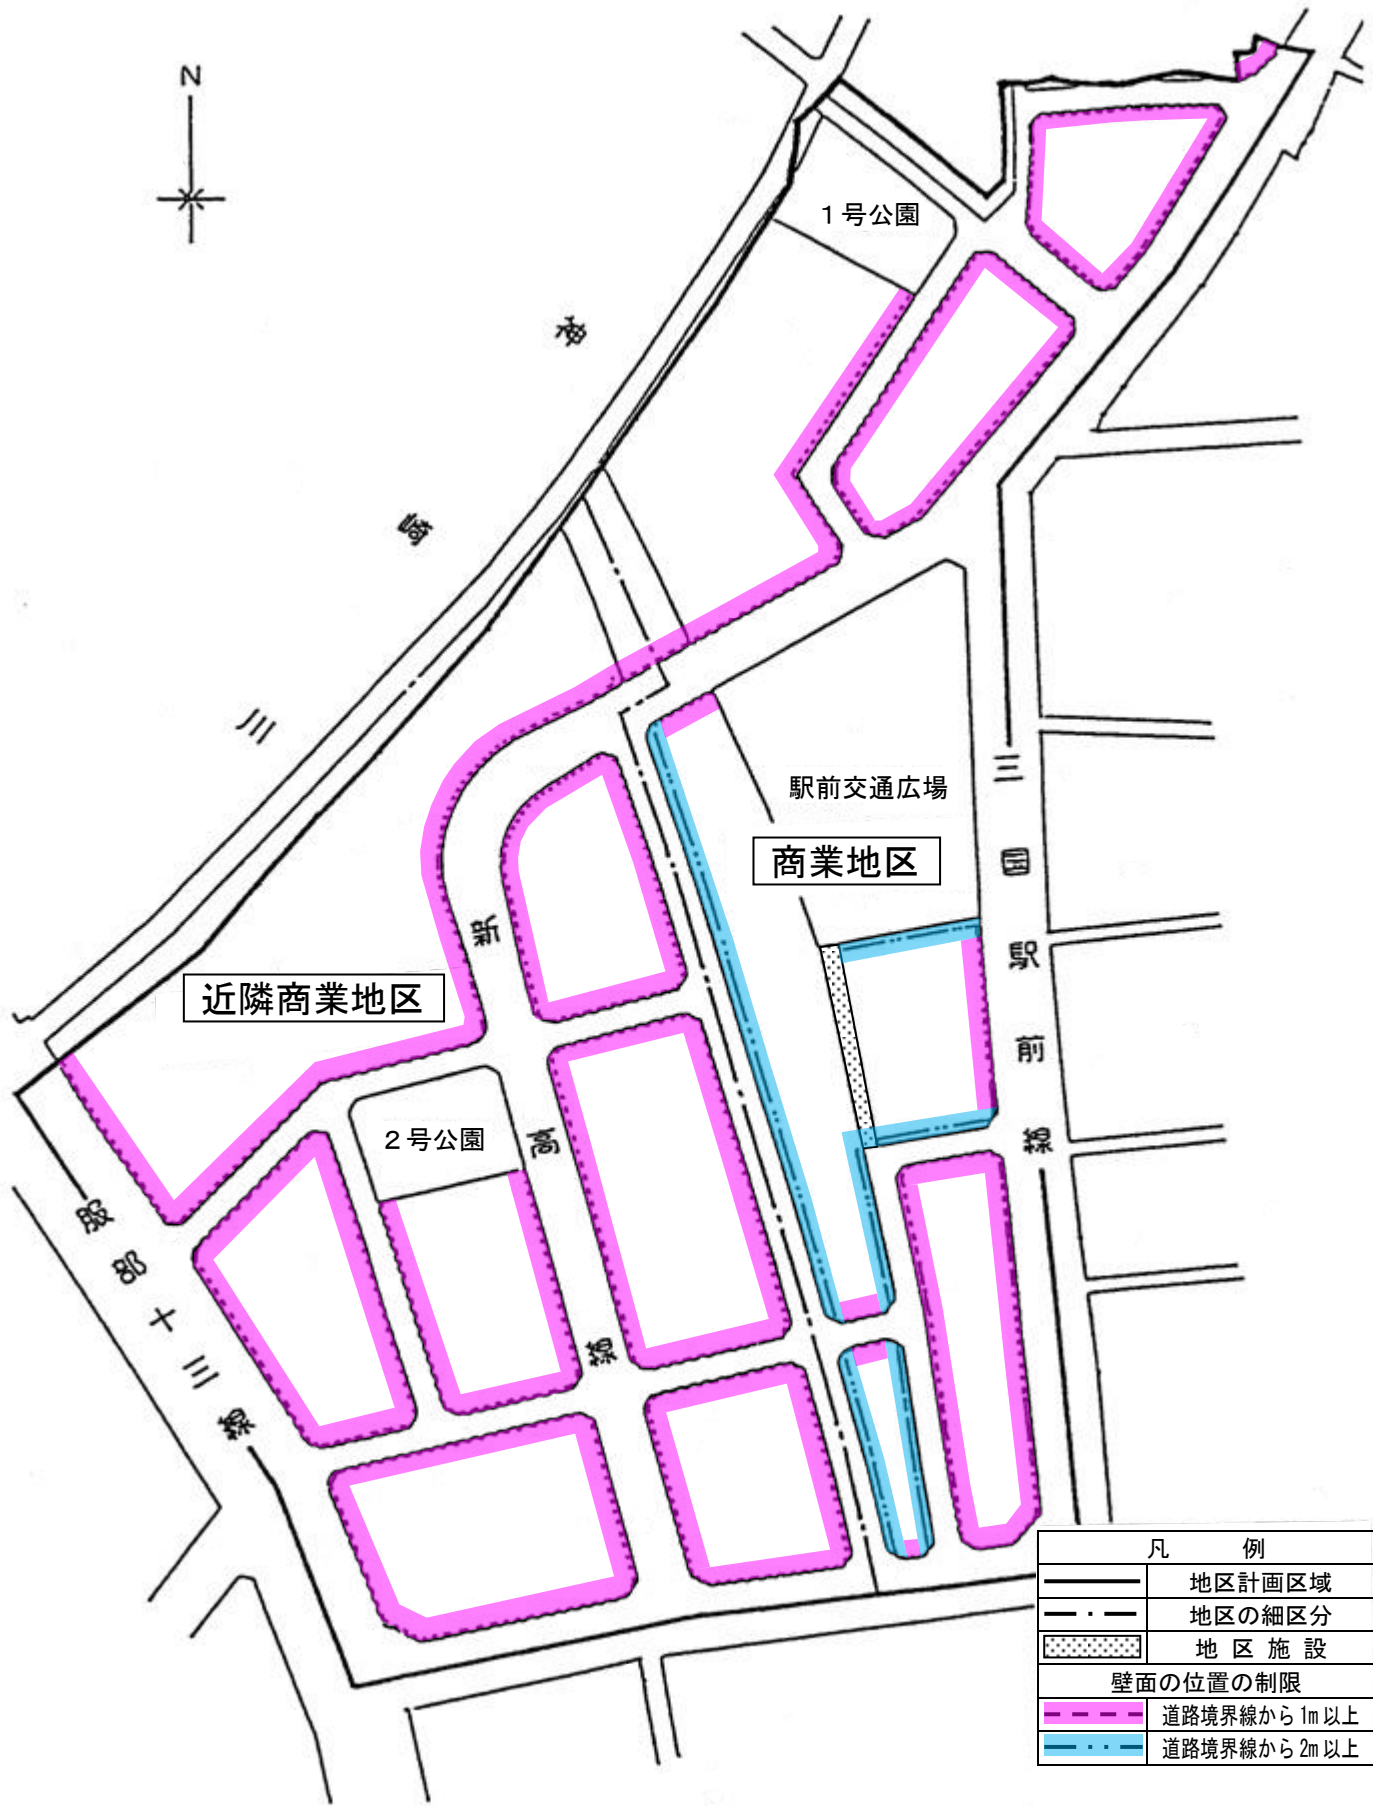 N
1号公園
神崎川
駅前交通広場
商業地区
三国駅前線
新
近隣商業地区
2号公園
庄
線
服部十三線
凡例
地区計画区域
地区の細区分
地区施設
壁面の位置の制限
道路境界線から1m以上
道路境界線から2m以上